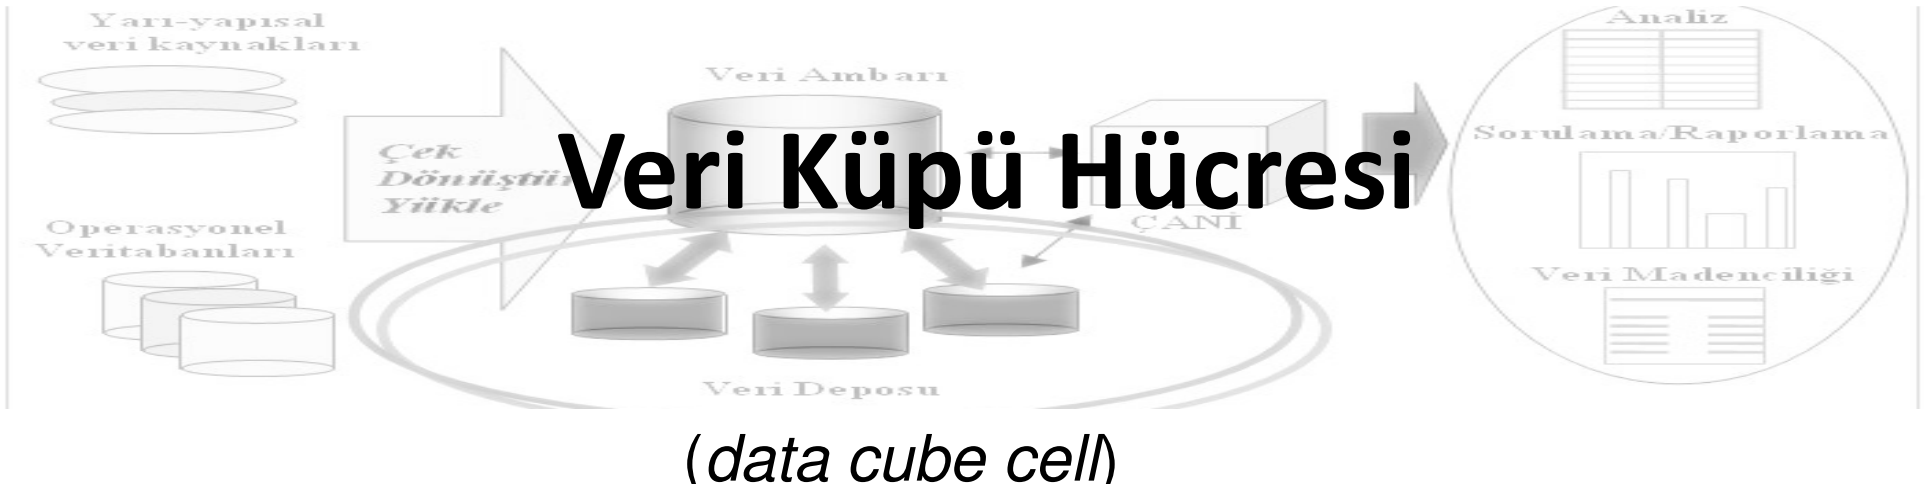 Yarı-yapısal
veri kaynakları
Operasyonel
Veritabanları
Çek
Dönüştür
Yükle
Veri Ambarı
Veri Küpü Hücresi
ÇANİ
Veri Deposu
Analiz
Sorulama/Raporlama
Veri Madenciliği
(data cube cell)